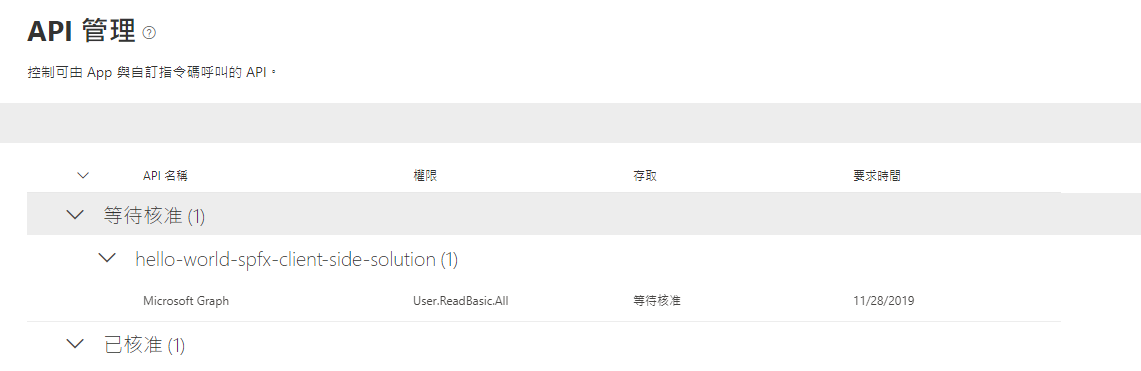 API 管理 ?
控制可由 App 與自訂指令碼呼叫的 API。
API 名稱 權限 存取 要求時間
等待核准 (1)
hello-world-spfx-client-side-solution (1)
Microsoft Graph User.ReadBasic.All 等待核准 11/28/2019
已核准 (1)